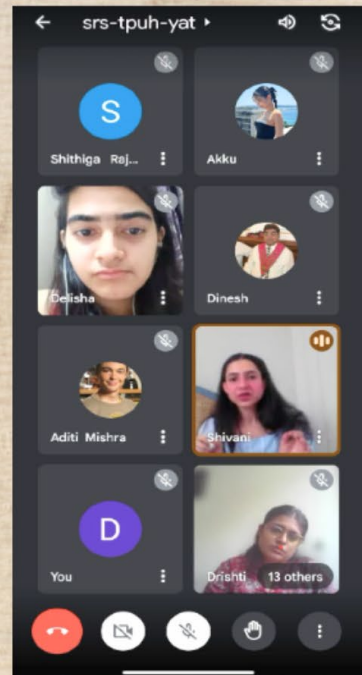 srs-tpuh-yat
S
Shithiga Raj...
Akku
Delisha
Dinesh
Aditi Mishra
Shivani
D
You
Drishti
13 others